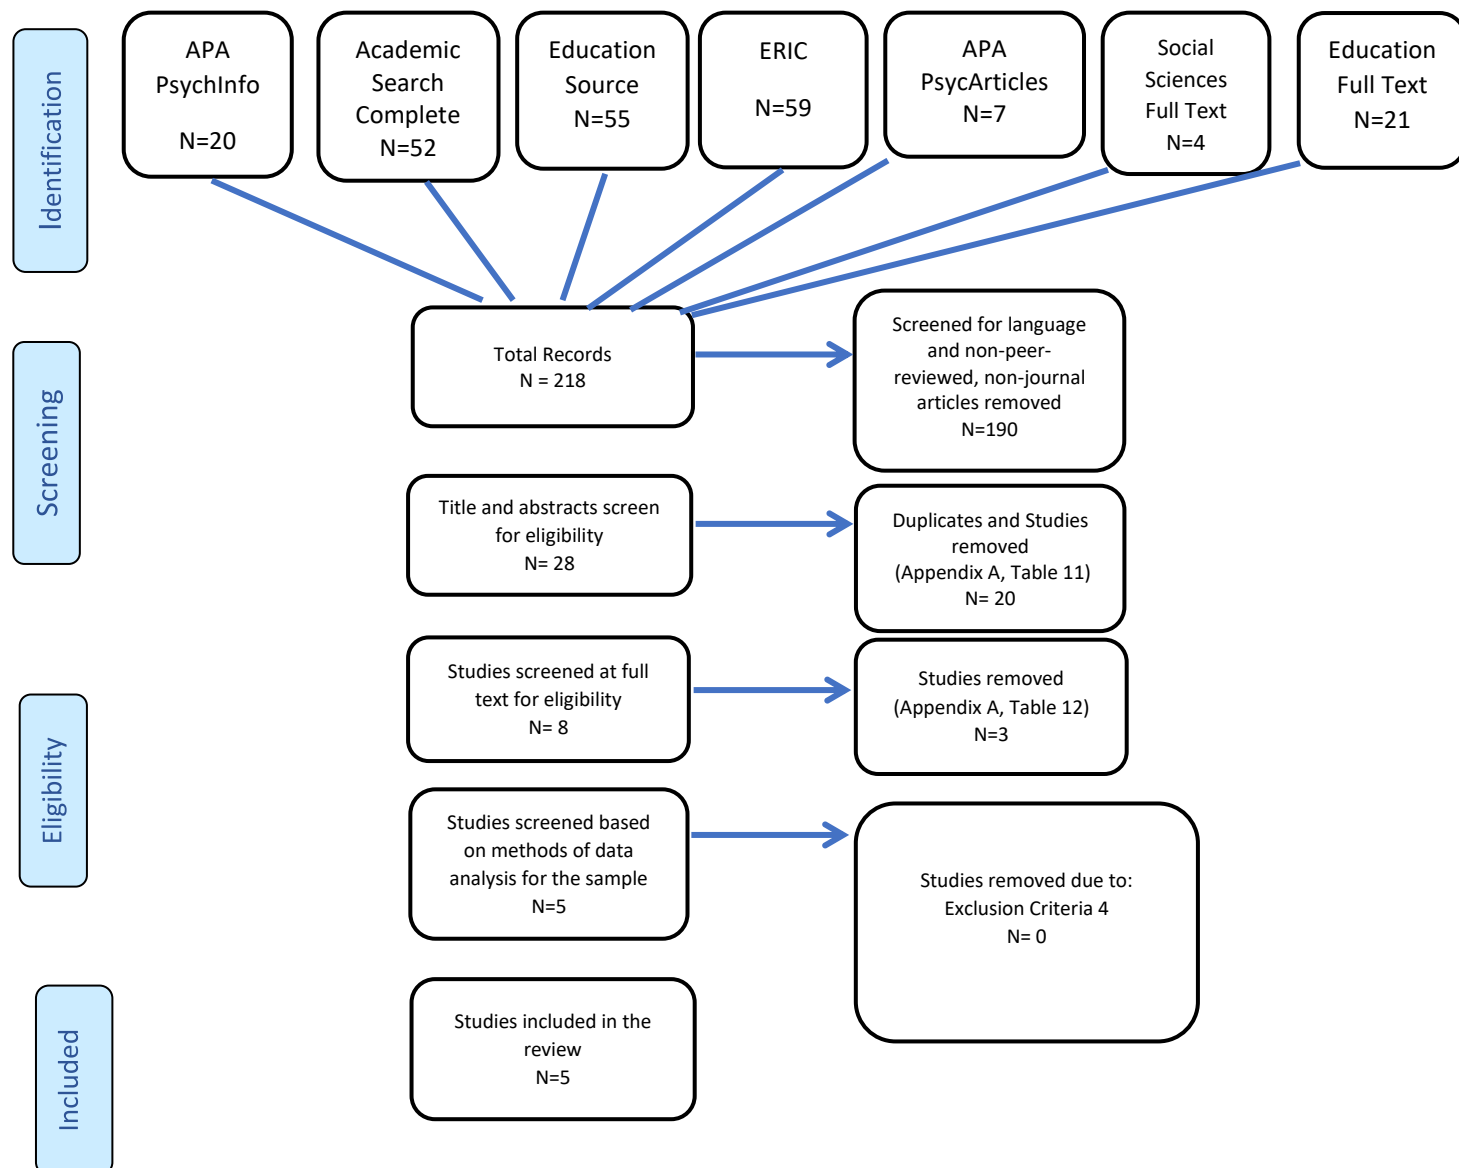 Identification
APA
PsychInfo
N=20
Academic
Search
Complete
N=52
Education
Source
N=55
ERIC
N=59
APA
PsycArticles
N=7
Social
Sciences
Full Text
N=4
Education
Full Text
N=21
Screening
Total Records
N = 218
Screened for language
and non-peer-
reviewed, non-journal
articles removed
N=190
Title and abstracts screen
for eligibility
N= 28
Duplicates and Studies
removed
(Appendix A, Table 11)
N= 20
Eligibility
Studies screened at full
text for eligibility
N= 8
Studies removed
(Appendix A, Table 12)
N=3
Studies screened based
on methods of data
analysis for the sample
N=5
Studies removed due to:
Exclusion Criteria 4
N= 0
Included
Studies included in the
review
N=5